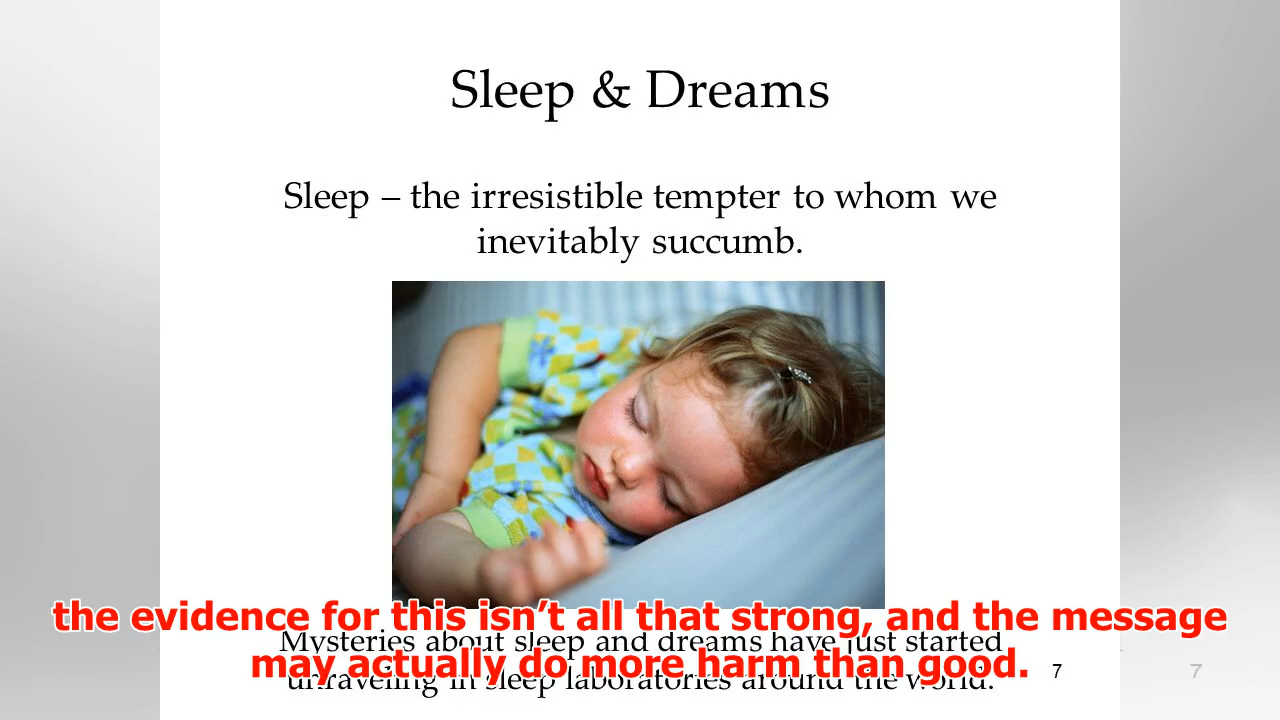 Sleep & Dreams
Sleep – the irresistible tempter to whom we
inevitably succumb.
the evidence for this isn’t all that strong, and the message
Mysteries about sleep and dreams have just started
may actually do more harm than good.
unraveling in sleep laboratories around the world.
7
7